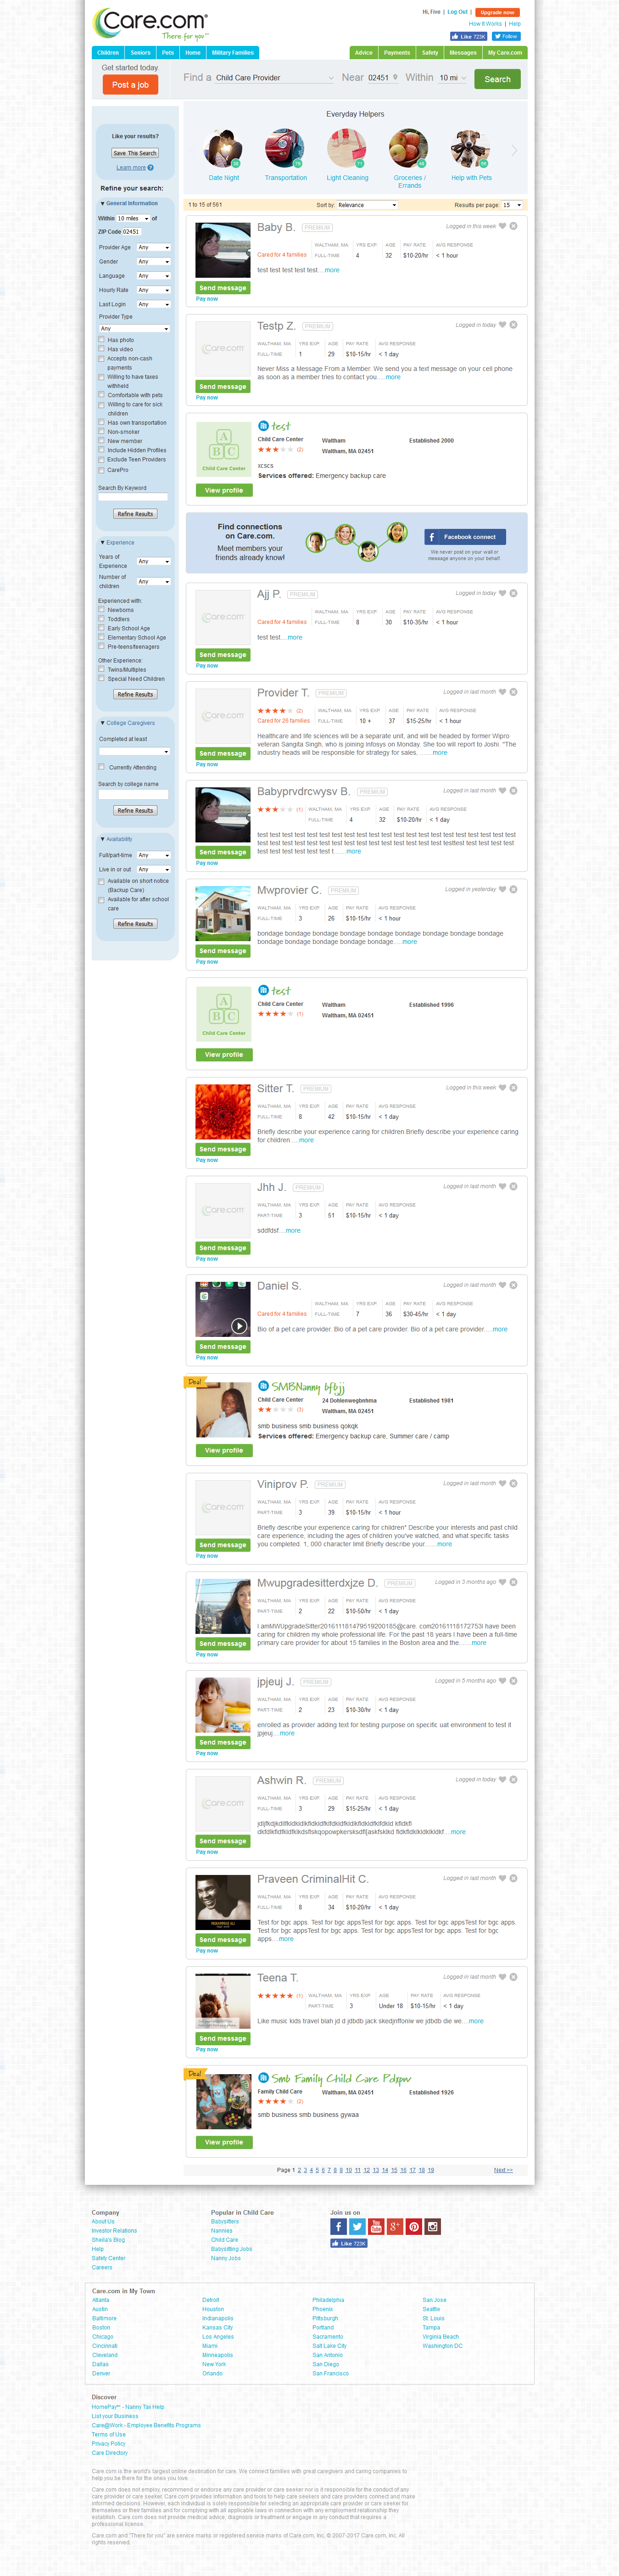 Care.com
There for you
Hi, Five | Log Out | Upgrade now
How It Works | Help
Like 723K Follow
Children Seniors Pets Home Military Families
Advice Payments Safety Messages My Care.com
Get started today.
Post a job
Find a Child Care Provider Near 02451 Within 10 mi
Search
Like your results?
Save This Search
Learn more
Refine your search:
General Information
Within 10 miles of
ZIP Code 02451
Provider Age Any
Gender Any
Language Any
Hourly Rate Any
Last Login Any
Provider Type
Any
Has photo
Has video
Accepts non-cash
payments
Willing to have taxes
withheld
Comfortable with pets
Willing to care for sick
children
Has own transportation
Non-smoker
New member
Include Hidden Profiles
Exclude Teen Providers
CarePro
Search By Keyword
Refine Results
Experience
Years of
Experience Any
Number of
children Any
Experienced with:
Newborns
Toddlers
Early School Age
Elementary School Age
Pre-teens/teenagers
Other Experience:
Twins/Multiples
Special Need Children
Refine Results
College Caregivers
Completed at least
Currently Attending
Search by college name
Refine Results
Availability
Full/part-time Any
Live in or out Any
Available on short notice
(Backup Care)
Available for after school
care
Refine Results
Everyday Helpers
Date Night
Transportation
Light Cleaning
Groceries /
Errands
Help with Pets
1 to 15 of 561 Sort by: Relevance Results per page: 15
Baby B. PREMIUM Logged in this week
WALTHAM, MA YRS EXP. AGE PAY RATE AVG RESPONSE
Cared for 4 families FULL-TIME 4 32 $10-20/hr < 1 hour
test test test test test....more
Send message
Pay now
Testp Z. PREMIUM Logged in today
WALTHAM, MA YRS EXP. AGE PAY RATE AVG RESPONSE
FULL-TIME 1 29 $10-15/hr < 1 day
Never Miss a Message From a Member. We send you a text message on your cell phone
as soon as a member tries to contact you.....more
Care.com
Send message
Pay now
test
Child Care Center Waltham Established 2000
(2) Waltham, MA 02451
xcscs
Services offered: Emergency backup care
Child Care Center
View profile
Find connections
on Care.com.
Meet members your
friends already know!
Facebook connect
We never post on your wall or
message anyone on your behalf.
Ajj P. PREMIUM Logged in today
WALTHAM, MA YRS EXP. AGE PAY RATE AVG RESPONSE
Cared for 4 families FULL-TIME 8 30 $10-35/hr < 1 hour
test test....more
Care.com
Send message
Pay now
Provider T. PREMIUM Logged in last month
(2) WALTHAM, MA YRS EXP. AGE PAY RATE AVG RESPONSE
Cared for 26 families FULL-TIME 10 + 37 $15-25/hr < 1 hour
Healthcare and life sciences will be a separate unit, and will be headed by former Wipro
veteran Sangita Singh, who is joining Infosys on Monday. She too will report to Joshi. "The
industry heads will be responsible for strategy for sales, .......more
Care.com
Send message
Pay now
Babyprvdrcwysv B. PREMIUM Logged in last month
(1) WALTHAM, MA YRS EXP. AGE PAY RATE AVG RESPONSE
FULL-TIME 4 32 $10-20/hr < 1 day
test test test test test test test test test test test test test test test test test test test test test
test test test test test test test test test test test test test test test testtest test test test test
test test test test test test t...... more
Send message
Pay now
Mwprovier C. PREMIUM Logged in yesterday
WALTHAM, MA YRS EXP. AGE PAY RATE AVG RESPONSE
FULL-TIME 3 26 $10-15/hr < 1 hour
bondage bondage bondage bondage bondage bondage bondage bondage bondage
bondage bondage bondage bondage bondage.....more
Send message
Pay now
test
Child Care Center Waltham Established 1996
(1) Waltham, MA 02451
Child Care Center
View profile
Sitter T. PREMIUM Logged in this week
WALTHAM, MA YRS EXP. AGE PAY RATE AVG RESPONSE
FULL-TIME 8 42 $10-15/hr < 1 hour
Briefly describe your experience caring for children.Briefly describe your experience caring
for children.....more
Send message
Pay now
Jhh J. PREMIUM Logged in last month
WALTHAM, MA YRS EXP. AGE PAY RATE AVG RESPONSE
PART-TIME 3 51 $10-15/hr < 1 day
sddfdsf....more
Care.com
Send message
Pay now
Daniel S. Logged in last month
WALTHAM, MA YRS EXP. AGE PAY RATE AVG RESPONSE
Cared for 4 families FULL-TIME 7 36 $30-45/hr < 1 day
Bio of a pet care provider. Bio of a pet care provider. Bio of a pet care provider.....more
Send message
Pay now
Deal
SMBNanny bfbjj
Child Care Center 24 Dohlenwegbnhma Established 1981
(3) Waltham, MA 02451
smb business smb business qokqk
Services offered: Emergency backup care, Summer care / camp
View profile
Viniprov P. PREMIUM Logged in last month
WALTHAM, MA YRS EXP. AGE PAY RATE AVG RESPONSE
PART-TIME 3 39 $10-15/hr < 1 hour
Briefly describe your experience caring for children* Describe your interests and past child
care experience, including the ages of children you've watched, and what specific tasks
you completed. 1, 000 character limit Briefly describe your.......more
Care.com
Send message
Pay now
Mwupgradesitterdxjze D. PREMIUM Logged in 3 months ago
WALTHAM, MA YRS EXP. AGE PAY RATE AVG RESPONSE
PART-TIME 2 22 $10-50/hr < 1 day
I amMWUpgradeSitter201611181479519200185@care. com20161118172753I have been
caring for children my whole professional life. For the past 18 years I have been a full-time
primary care provider for about 15 families in the Boston area and the.......more
Send message
Pay now
jpjeuj J. PREMIUM Logged in 5 months ago
WALTHAM, MA YRS EXP. AGE PAY RATE AVG RESPONSE
PART-TIME 2 23 $10-30/hr < 1 day
enrolled as provider adding text for testing purpose on specific uat environment to test it
jpjeuj....more
Send message
Pay now
Ashwin R. PREMIUM Logged in today
WALTHAM, MA YRS EXP. AGE PAY RATE AVG RESPONSE
FULL-TIME 3 29 $15-25/hr < 1 day
Care.com
Send message
Pay now
Praveen CriminalHit C. Logged in last month
WALTHAM, MA YRS EXP. AGE PAY RATE AVG RESPONSE
FULL-TIME 8 34 $10-20/hr < 1 day
Test for bgc apps. Test for bgc appsTest for bgc apps. Test for bgc appsTest for bgc apps.
Test for bgc appsTest for bgc apps. Test for bgc appsTest for bgc apps. Test for bgc
apps....more
Send message
Pay now
Teena T. Logged in last month
(1) WALTHAM, MA YRS EXP. AGE PAY RATE AVG RESPONSE
PART-TIME 3 Under 18 $10-15/hr < 1 day
Like music kids travel blah jd d jdbdb jack skedjnffoniw we jdbdb die we....more
Send message
Pay now
Deal
Smb Family Child Care Pdxpw
Family Child Care Waltham, MA 02451 Established 1926
(2)
smb business smb business gywaa
View profile
Page 1 2 3 4 5 6 7 8 9 10 11 12 13 14 15 16 17 18 19 Next >>
Company
About Us
Investor Relations
Sheila's Blog
Help
Safety Center
Careers
Popular in Child Care
Babysitters
Nannies
Child Care
Babysitting Jobs
Nanny Jobs
Join us on
Like 723K
Care.com in My Town
Atlanta Detroit Philadelphia San Jose
Austin Houston Phoenix Seattle
Baltimore Indianapolis Pittsburgh St. Louis
Boston Kansas City Portland Tampa
Chicago Los Angeles Sacramento Virginia Beach
Cincinnati Miami Salt Lake City Washington DC
Cleveland Minneapolis San Antonio
Dallas New York San Diego
Denver Orlando San Francisco
Discover
HomePay℠ - Nanny Tax Help
List your Business
Care@Work - Employee Benefits Programs
Terms of Use
Privacy Policy
Care Directory
Care.com is the world's largest online destination for care. We connect families with great caregivers and caring companies to
help you be there for the ones you love.
Care.com does not employ, recommend or endorse any care provider or care seeker nor is it responsible for the conduct of any
care provider or care seeker. Care.com provides information and tools to help care seekers and care providers connect and make
informed decisions. However, each individual is solely responsible for selecting an appropriate care provider or care seeker for
themselves or their families and for complying with all applicable laws in connection with any employment relationship they
establish. Care.com does not provide medical advice, diagnosis or treatment or engage in any conduct that requires a
professional license.
Care.com and "There for you" are service marks or registered service marks of Care.com, Inc. © 2007-2017 Care.com, Inc. All
rights reserved.